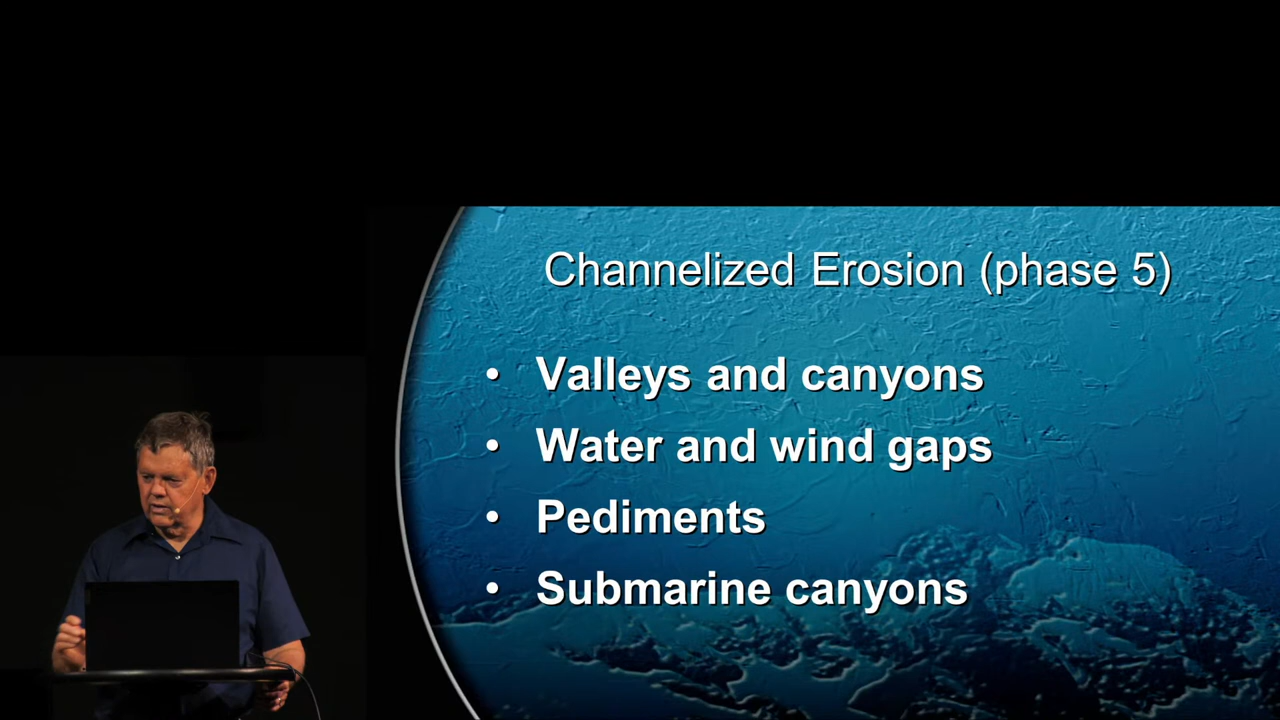 Channelized Erosion (phase 5)
• Valleys and canyons
• Water and wind gaps
• Pediments
• Submarine canyons